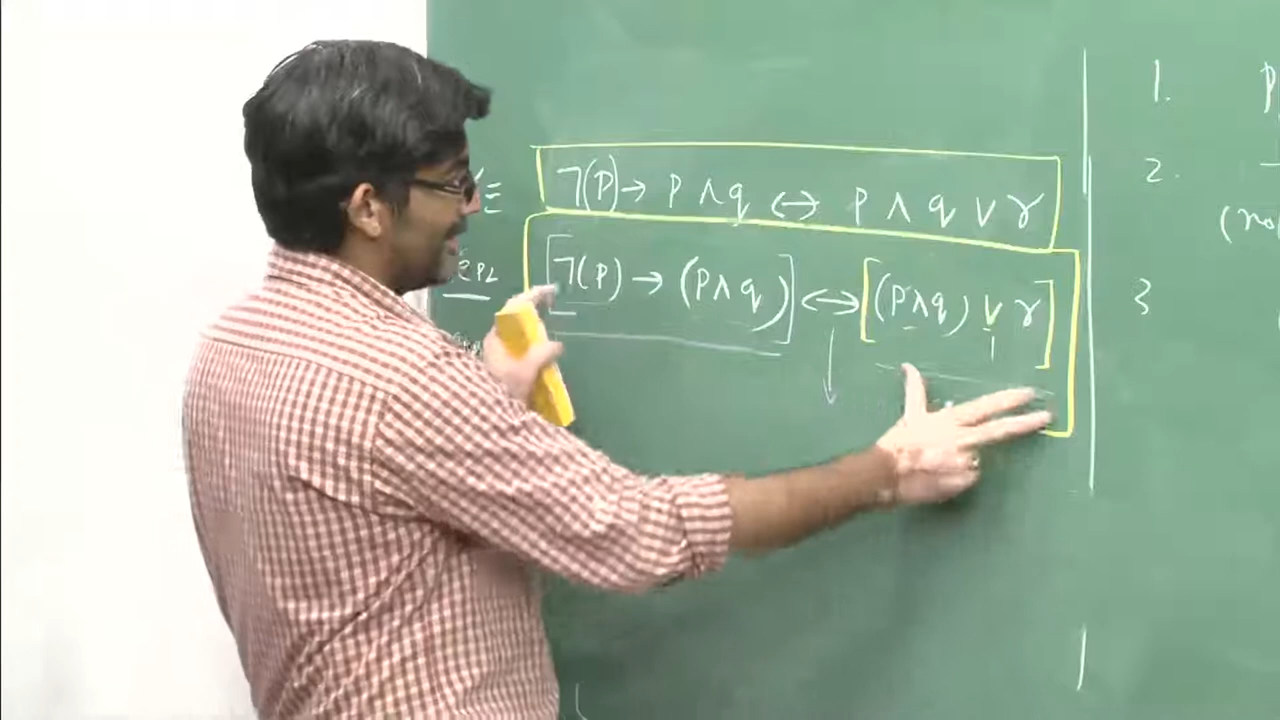 ¬(P) → P ∧ q ↔ P ∧ q ∨ r
[¬(P) → (P ∧ q)] ↔ [(P ∧ q) ∨ r]
1. P
2.
3